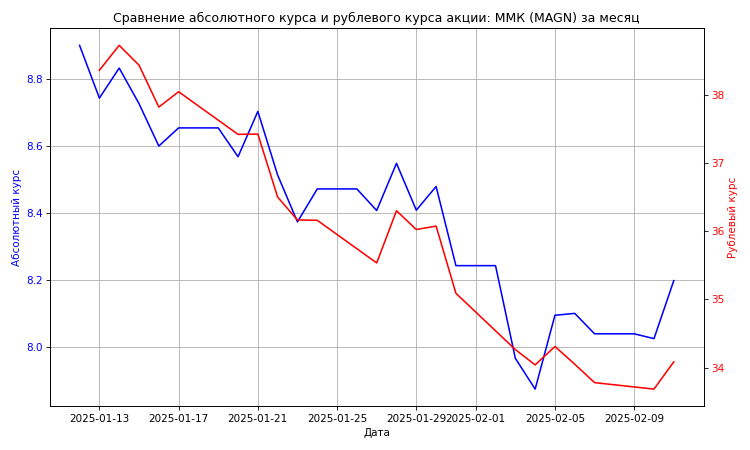 Сравнение абсолютного курса и рублевого курса акции: ММК (MAGN) за месяц
Абсолютный курс
8.8
8.6
8.4
8.2
8.0
38
37
36
35
34
Рублевый курс
2025-01-13 2025-01-17 2025-01-21 2025-01-25 2025-01-29 2025-02-01 2025-02-05 2025-02-09
Дата